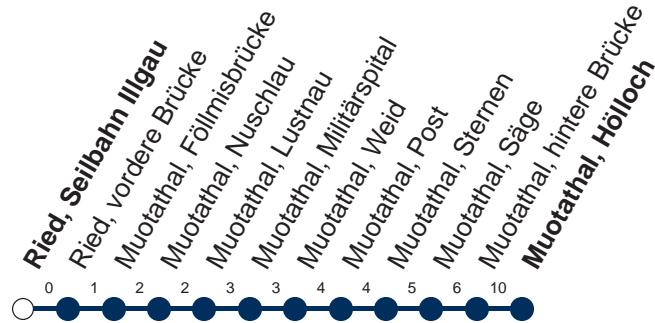 Ried, Seilbahn Illgau
Ried, vordere Brücke
Muotathal, Föllmisbrücke
Muotathal, Nuschlau
Muotathal, Lustnau
Muotathal, Militärspital
Muotathal, Weid
Muotathal, Post
Muotathal, Sternen
Muotathal, Säge
Muotathal, hintere Brücke
Muotathal, Hölloch
0 1 2 2 3 3 4 4 5 6 10